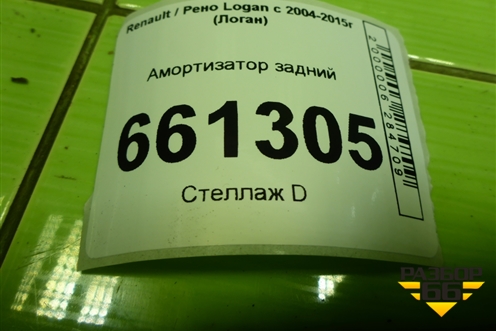 Renault / Рено Logan с 2004-2015г
(Логан)
Амортизатор задний
661305
Стеллаж D
2000006284709
РАЗБОР
66